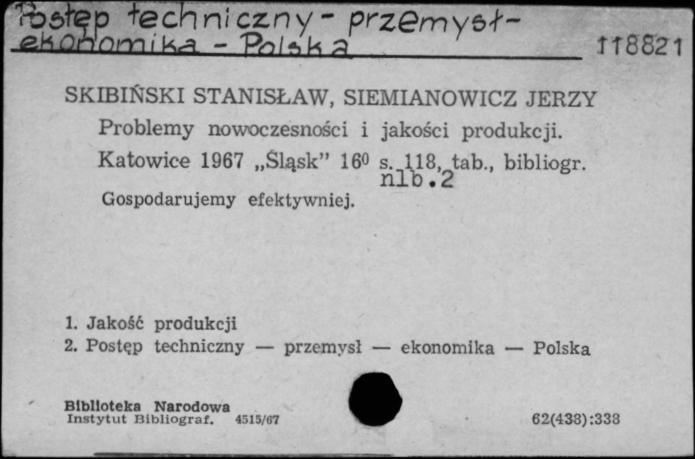 Postęp techniczny - przemysł-
ekonomika - Polska
118821
SKIBIŃSKI STANISŁAW, SIEMIANOWICZ JERZY
Problemy nowoczesności i jakości produkcji.
Katowice 1967 „Śląsk” 16⁰ s. 118, tab., bibliogr.
nlb.2
Gospodarujemy efektywniej.
1. Jakość produkcji
2. Postęp techniczny — przemysł — ekonomika — Polska
Biblioteka Narodowa
Instytut Bibliograf. 4515/67
62(438):338